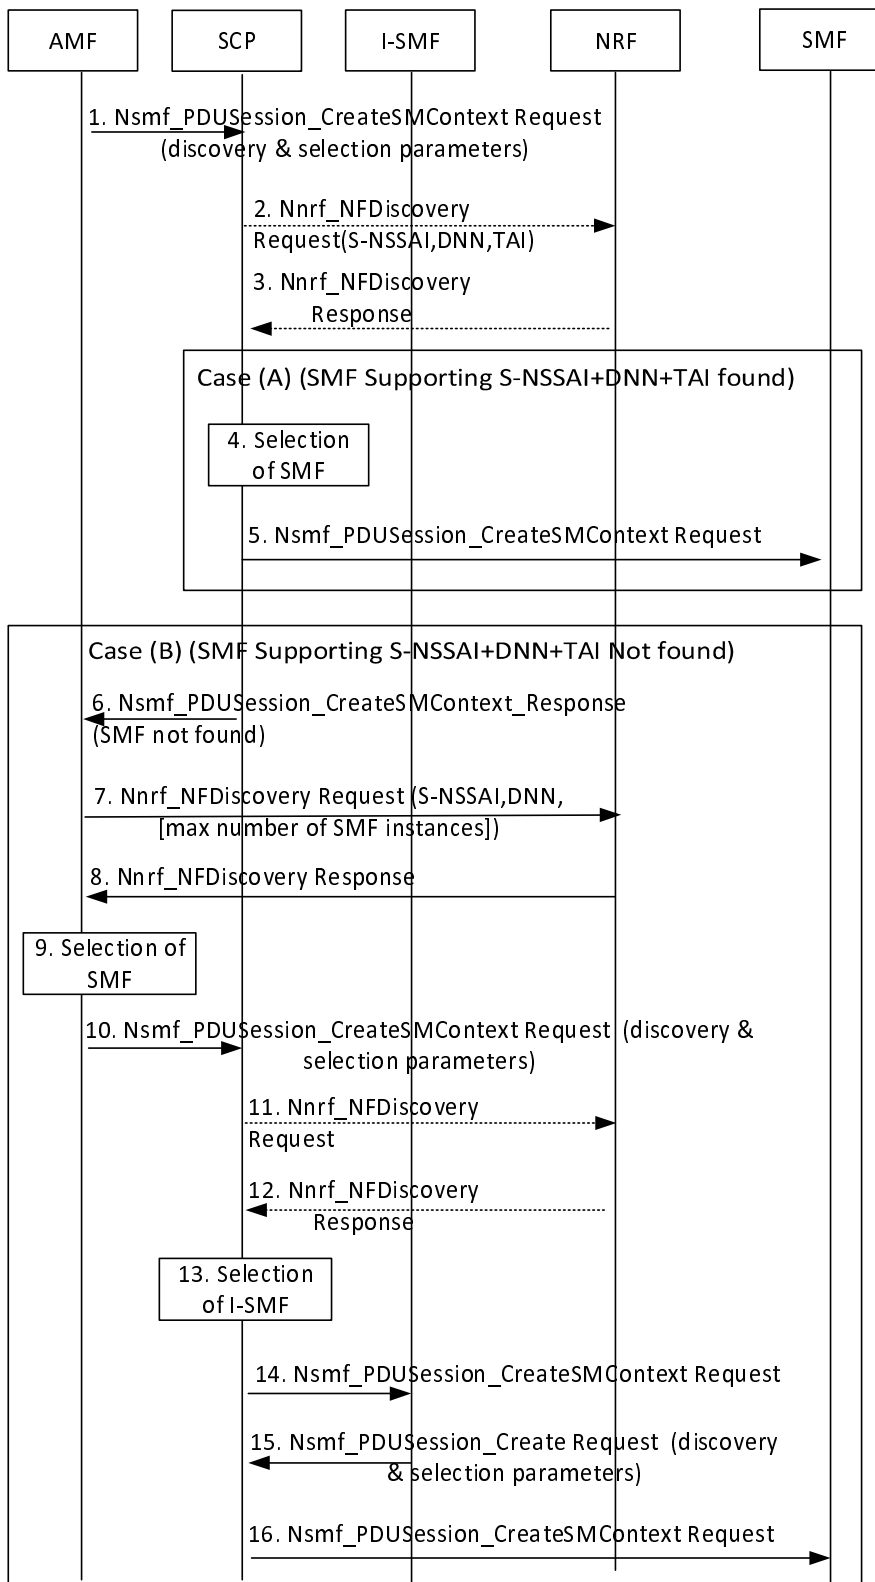 AMF
SCP
I-SMF
NRF
SMF
1. Nsmf_PDUSession_CreateSMContext Request
(discovery & selection parameters)
2. Nnrf_NFDiscovery
Request(S-NSSAI,DNN,TAI)
3. Nnrf_NFDiscovery
Response
Case (A) (SMF Supporting S-NSSAI+DNN+TAI found)
4. Selection
of SMF
5. Nsmf_PDUSession_CreateSMContext Request
Case (B) (SMF Supporting S-NSSAI+DNN+TAI Not found)
6. Nsmf_PDUSession_CreateSMContext_Response
(SMF not found)
7. Nnrf_NFDiscovery Request (S-NSSAI,DNN,
[max number of SMF instances])
8. Nnrf_NFDiscovery Response
9. Selection of
SMF
10. Nsmf_PDUSession_CreateSMContext Request (discovery &
selection parameters)
11. Nnrf_NFDiscovery
Request
12. Nnrf_NFDiscovery
Response
13. Selection
of I-SMF
14. Nsmf_PDUSession_CreateSMContext Request
15. Nsmf_PDUSession_Create Request (discovery
& selection parameters)
16. Nsmf_PDUSession_CreateSMContext Request